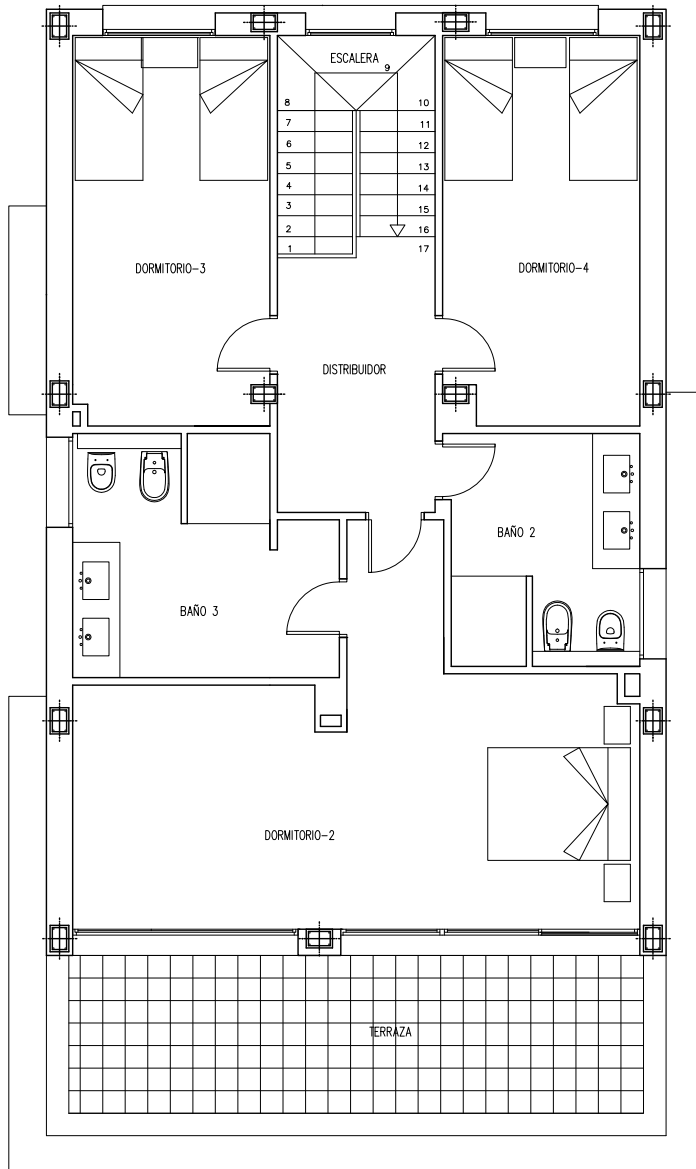 ESCALERA
9
8
10
7
11
6
12
5
13
4
14
3
15
2
16
1
17
DORMITORIO-3
DORMITORIO-4
DISTRIBUIDOR
BAÑO 2
BAÑO 3
DORMITORIO-2
TERRAZA